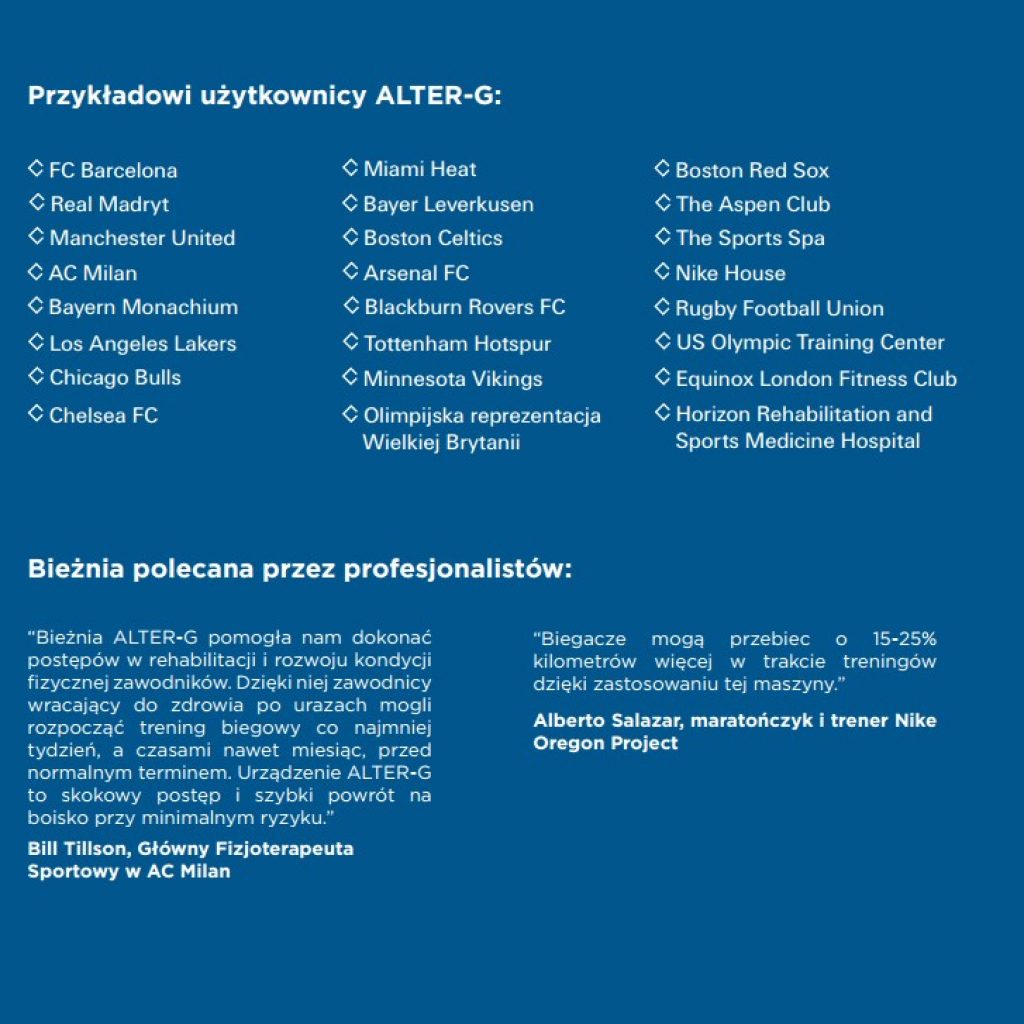 Przykładowi użytkownicy ALTER-G:
◇ FC Barcelona
◇ Real Madryt
◇ Manchester United
◇ AC Milan
◇ Bayern Monachium
◇ Los Angeles Lakers
◇ Chicago Bulls
◇ Chelsea FC
◇ Miami Heat
◇ Bayer Leverkusen
◇ Boston Celtics
◇ Arsenal FC
◇ Blackburn Rovers FC
◇ Tottenham Hotspur
◇ Minnesota Vikings
◇ Olimpijska reprezentacja
Wielkiej Brytanii
◇ Boston Red Sox
◇ The Aspen Club
◇ The Sports Spa
◇ Nike House
◇ Rugby Football Union
◇ US Olympic Training Center
◇ Equinox London Fitness Club
◇ Horizon Rehabilitation and
Sports Medicine Hospital
Bieżnia polecana przez profesjonalistów:
“Bieżnia ALTER-G pomogła nam dokonać
postępów w rehabilitacji i rozwoju kondycji
fizycznej zawodników. Dzięki niej zawodnicy
wracający do zdrowia po urazach mogli
rozpocząć trening biegowy co najmniej
tydzień, a czasami nawet miesiąc, przed
normalnym terminem. Urządzenie ALTER-G
to skokowy postęp i szybki powrót na
boisko przy minimalnym ryzyku.”
Bill Tillson, Główny Fizjoterapeuta
Sportowy w AC Milan
“Biegacze mogą przebiec o 15-25%
kilometrów więcej w trakcie treningów
dzięki zastosowaniu tej maszyny.”
Alberto Salazar, maratończyk i trener Nike
Oregon Project